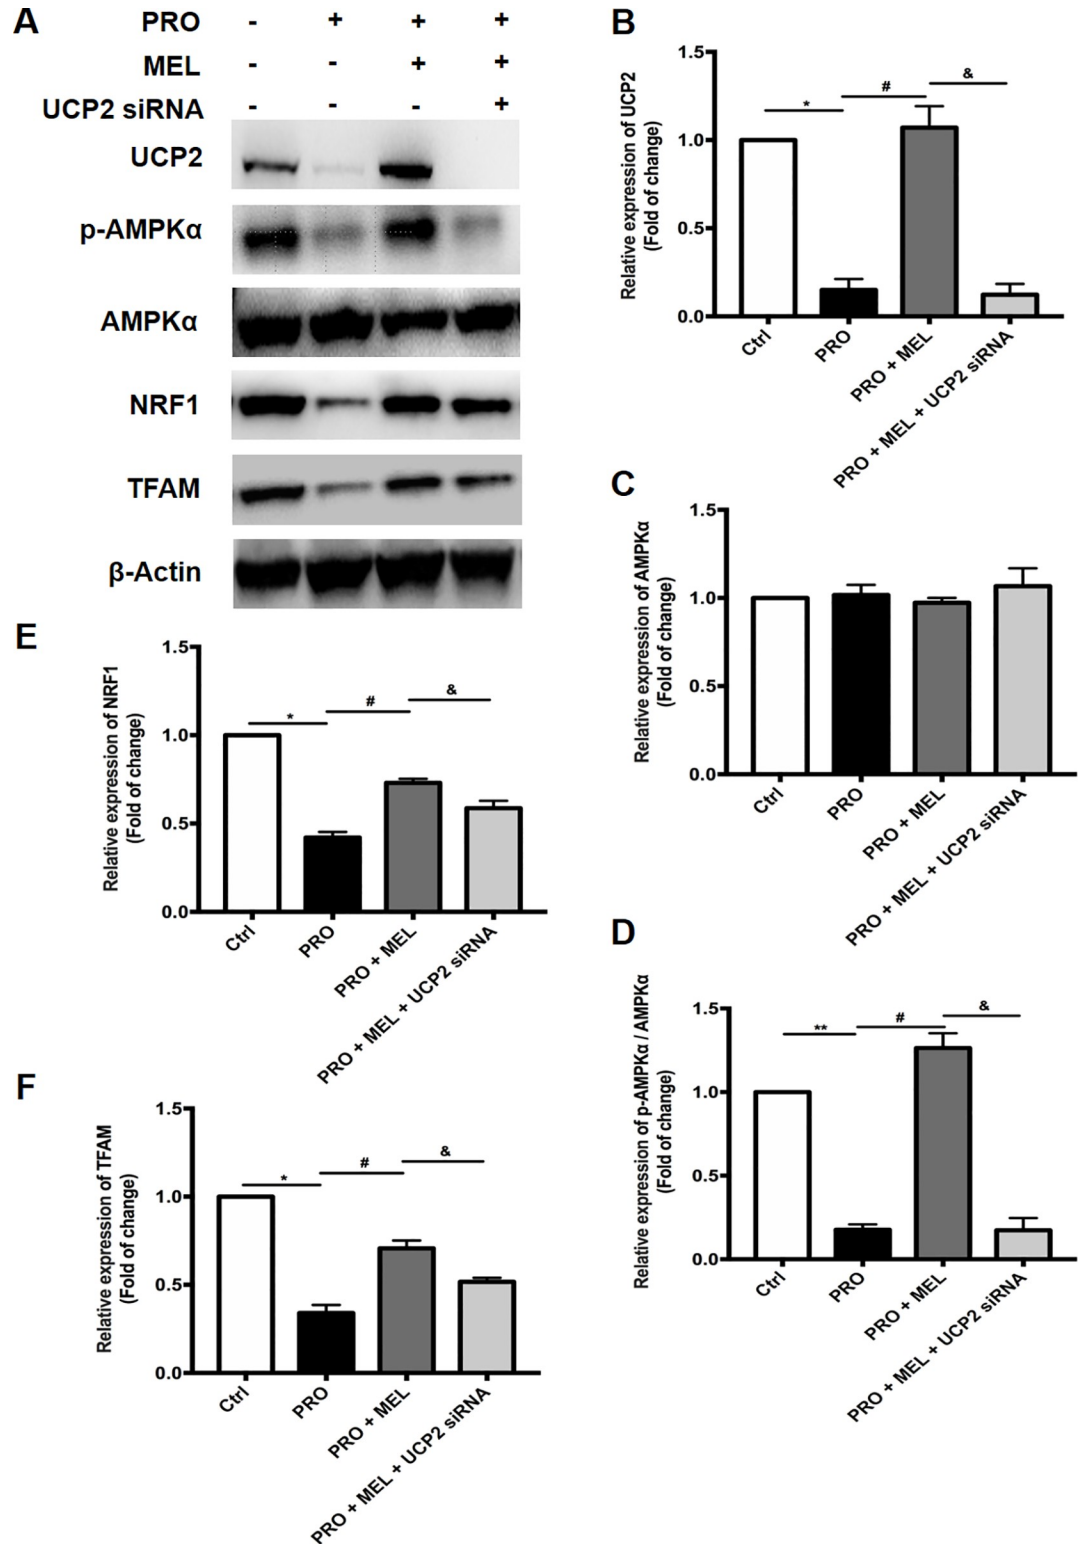 A
PRO - + + +
MEL - - + +
UCP2 siRNA - - - +
UCP2
p-AMPKα
AMPKα
NRF1
TFAM
β-Actin
B
Relative expression of UCP2
(Fold of change)
1.5
1.0
0.5
0.0
* # &
Ctrl
PRO
PRO + MEL
PRO + MEL + UCP2 siRNA
C
Relative expression of AMPKα
(Fold of change)
1.5
1.0
0.5
0.0
Ctrl
PRO
PRO + MEL
PRO + MEL + UCP2 siRNA
D
Relative expression of p-AMPKα / AMPKα
(Fold of change)
1.5
1.0
0.5
0.0
** # &
Ctrl
PRO
PRO + MEL
PRO + MEL + UCP2 siRNA
E
Relative expression of NRF1
(Fold of change)
1.5
1.0
0.5
0.0
* # &
Ctrl
PRO
PRO + MEL
PRO + MEL + UCP2 siRNA
F
Relative expression of TFAM
(Fold of change)
1.5
1.0
0.5
0.0
* # &
Ctrl
PRO
PRO + MEL
PRO + MEL + UCP2 siRNA